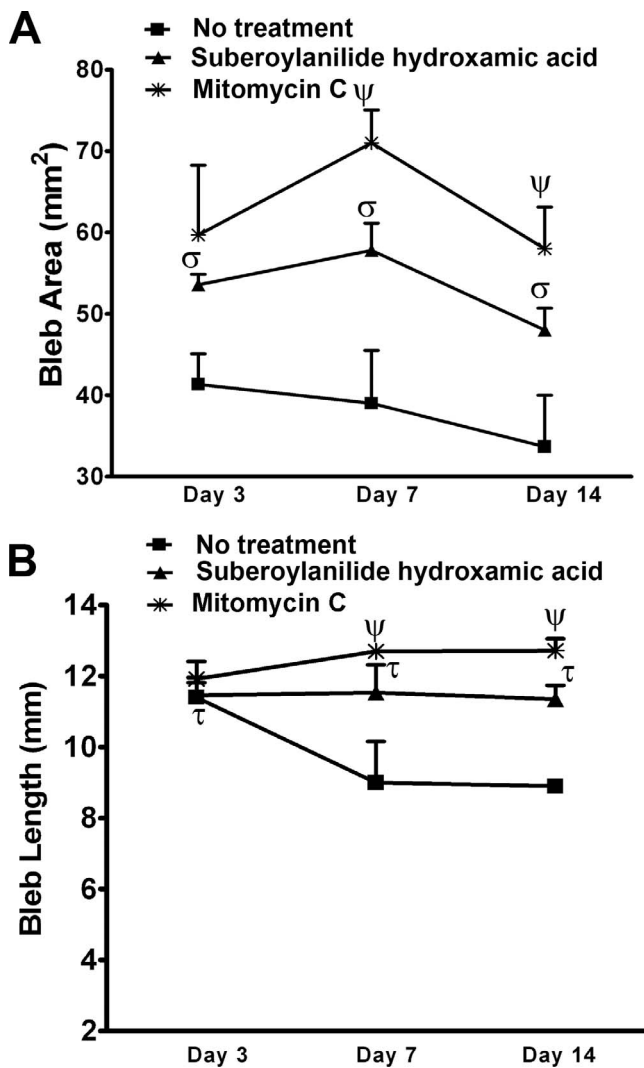 A
No treatment
Suberoylanilide hydroxamic acid
Mitomycin C
Bleb Area (mm²)
80
70
60
50
40
30
ψ
ψ
σ
σ
σ
Day 3 Day 7 Day 14
B
No treatment
Suberoylanilide hydroxamic acid
Mitomycin C
Bleb Length (mm)
14
12
10
8
6
4
2
ψ ψ
τ τ
τ
Day 3 Day 7 Day 14